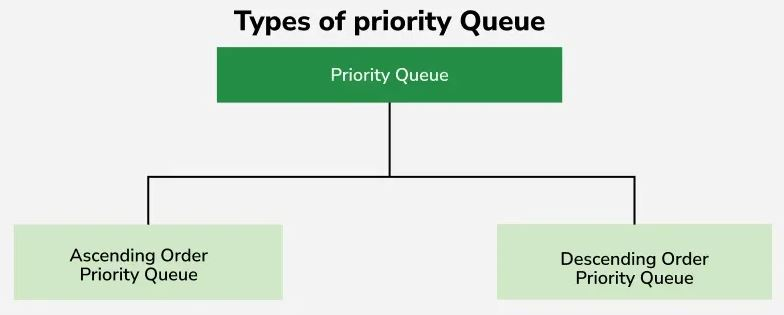 Types of priority Queue
Priority Queue
Ascending Order
Priority Queue
Descending Order
Priority Queue